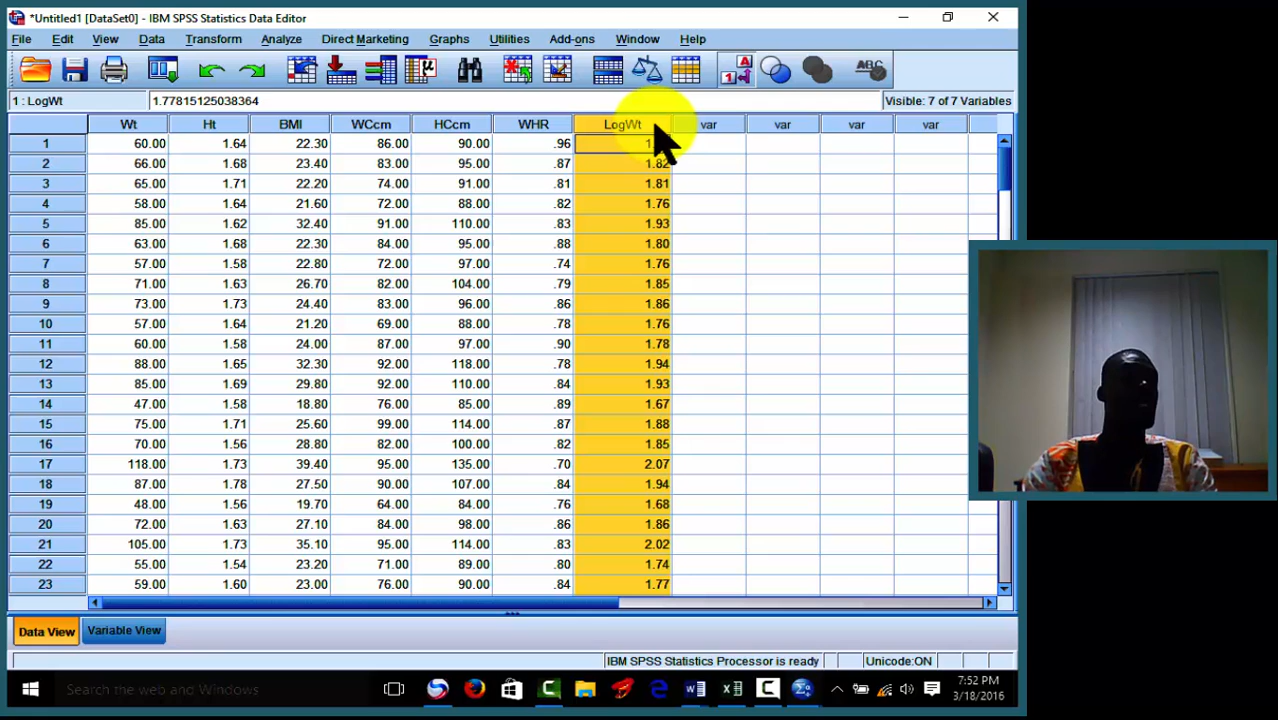 *Untitled1 [DataSet0] - IBM SPSS Statistics Data Editor
File Edit View Data Transform Analyze Direct Marketing Graphs Utilities Add-ons Window Help
1 : LogWt 1.77815125038364 Visible: 7 of 7 Variables
Wt Ht BMI WCcm HCcm WHR LogWt var var var var
1 60.00 1.64 22.30 86.00 90.00 .96
2 66.00 1.68 23.40 83.00 95.00 .87 1.82
3 65.00 1.71 22.20 74.00 91.00 .81 1.81
4 58.00 1.64 21.60 72.00 88.00 .82 1.76
5 85.00 1.62 32.40 91.00 110.00 .83 1.93
6 63.00 1.68 22.30 84.00 95.00 .88 1.80
7 57.00 1.58 22.80 72.00 97.00 .74 1.76
8 71.00 1.63 26.70 82.00 104.00 .79 1.85
9 73.00 1.73 24.40 83.00 96.00 .86 1.86
10 57.00 1.64 21.20 69.00 88.00 .78 1.76
11 60.00 1.58 24.00 87.00 97.00 .90 1.78
12 88.00 1.65 32.30 92.00 118.00 .78 1.94
13 85.00 1.69 29.80 92.00 110.00 .84 1.93
14 47.00 1.58 18.80 76.00 85.00 .89 1.67
15 75.00 1.71 25.60 99.00 114.00 .87 1.88
16 70.00 1.56 28.80 82.00 100.00 .82 1.85
17 118.00 1.73 39.40 95.00 135.00 .70 2.07
18 87.00 1.78 27.50 90.00 107.00 .84 1.94
19 48.00 1.56 19.70 64.00 84.00 .76 1.68
20 72.00 1.63 27.10 84.00 98.00 .86 1.86
21 105.00 1.73 35.10 95.00 114.00 .83 2.02
22 55.00 1.54 23.20 71.00 89.00 .80 1.74
23 59.00 1.60 23.00 76.00 90.00 .84 1.77
Data View Variable View
IBM SPSS Statistics Processor is ready Unicode:ON
Search the web and Windows
7:52 PM
3/18/2016